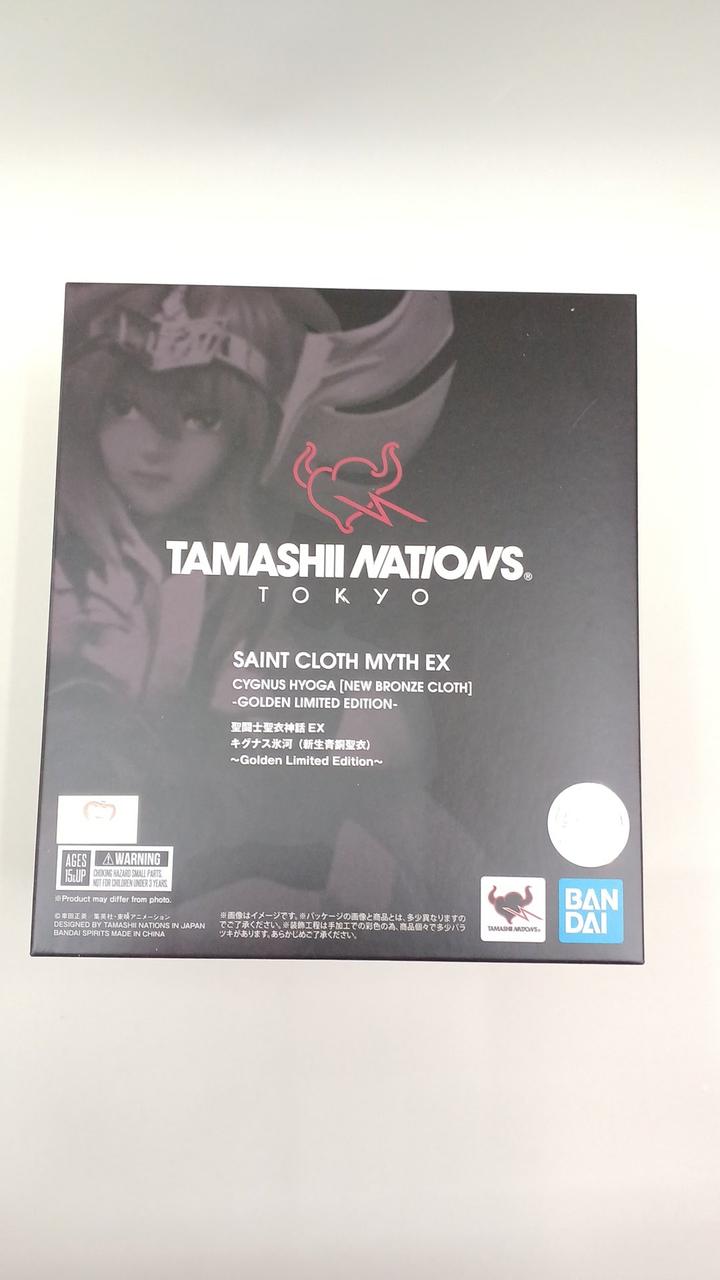 TAMASHII NATIONS®
TOKYO
SAINT CLOTH MYTH EX
CYGNUS HYOGA [NEW BRONZE CLOTH]
-GOLDEN LIMITED EDITION-
聖闘士聖衣神話 EX
キグナス氷河（新生青銅聖衣）
～Golden Limited Edition～
AGES
15&UP
WARNING
CHOKING HAZARD SMALL PARTS.
NOT FOR CHILDREN UNDER 3 YEARS.
※Product may differ from photo.
©車田正美／集英社・東映アニメーション
DESIGNED BY TAMASHII NATIONS IN JAPAN
BANDAI SPIRITS MADE IN CHINA
※画像はイメージです。※パッケージの画像と商品とは、多少異なりますの
でご了承ください。※装飾工程は手加工での彩色の為、商品個々で多少バラ
ツキがあります。あらかじめご了承ください。
TAMASHII NATIONS®
BAN
DAI